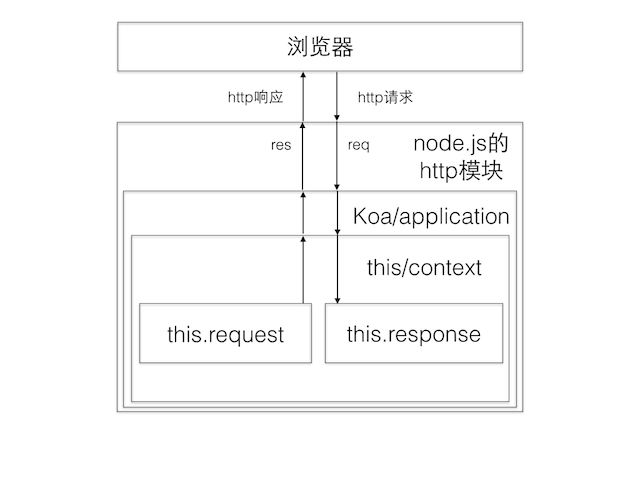 浏览器
http响应
http请求
res
req
node.js的
http模块
Koa/application
this/context
this.request
this.response